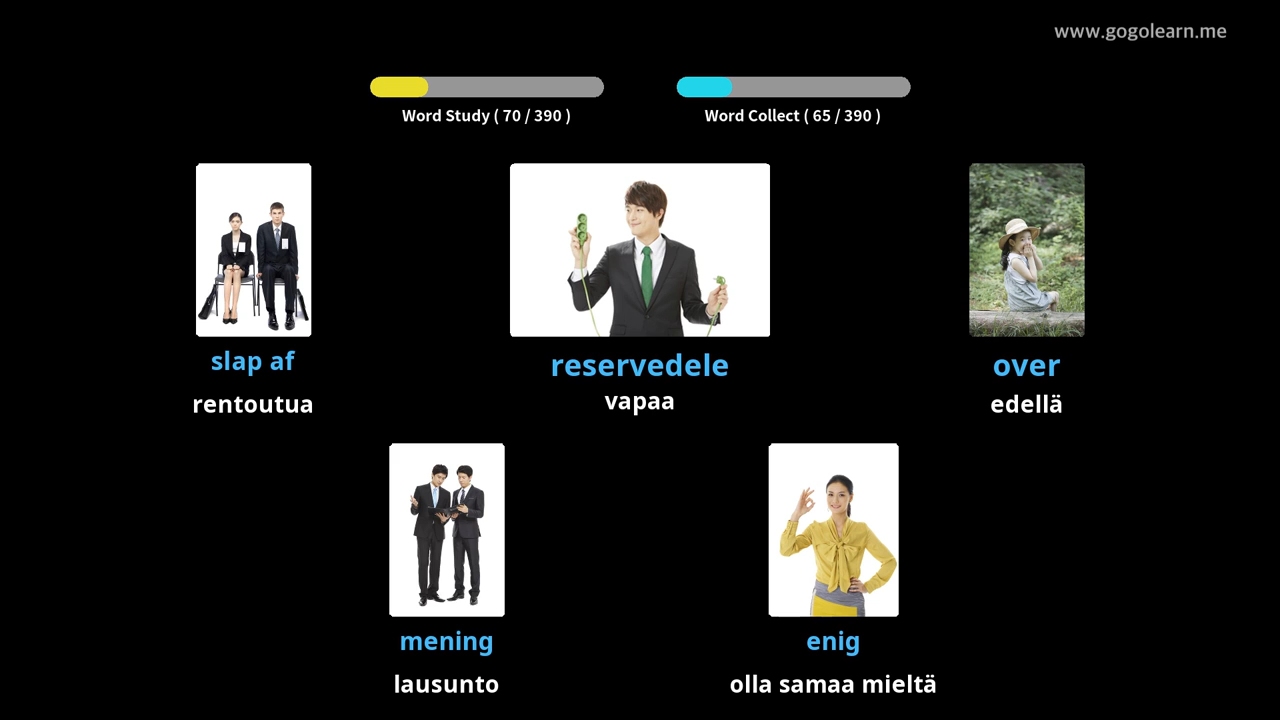 www.gogolearn.me
Word Study ( 70 / 390 )
Word Collect ( 65 / 390 )
slap af
rentoutua
reservedele
vapaa
over
edellä
mening
lausunto
enig
olla samaa mieltä